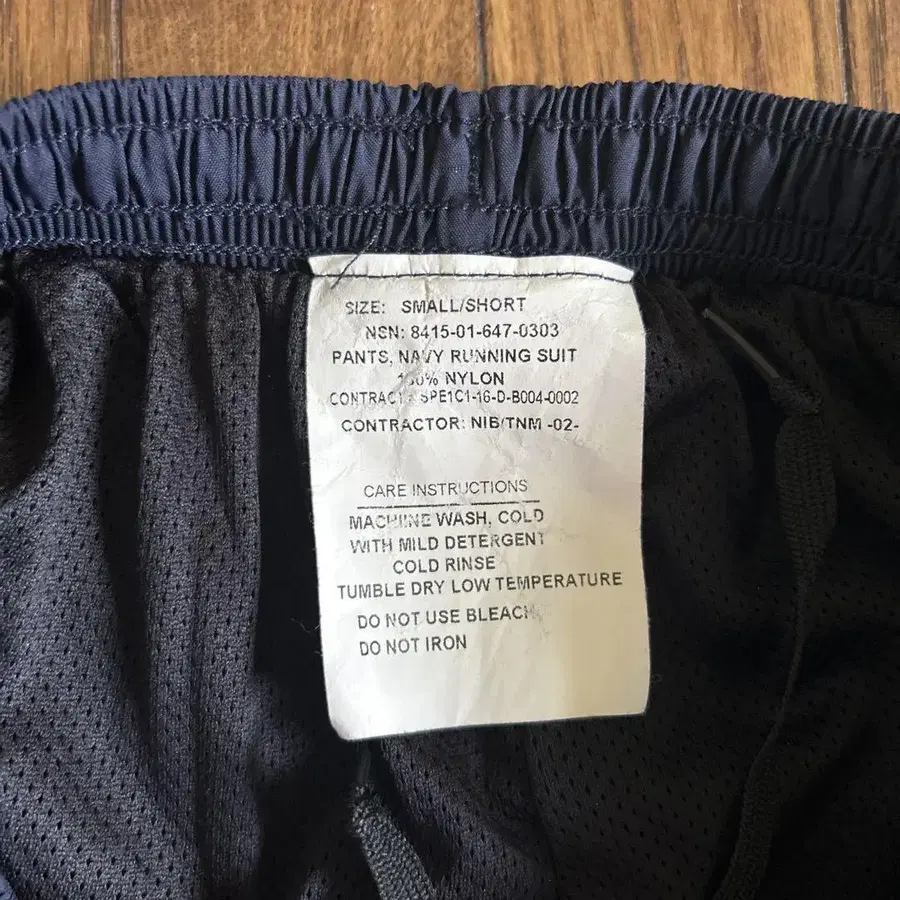 SIZE: SMALL/SHORT
NSN: 8415-01-647-0303
PANTS, NAVY RUNNING SUIT
100% NYLON
CONTRACT: SPE1C1-16-D-B004-0002
CONTRACTOR: NIB/TNM -02-
CARE INSTRUCTIONS
MACHINE WASH, COLD
WITH MILD DETERGENT
COLD RINSE
TUMBLE DRY LOW TEMPERATURE
DO NOT USE BLEACH
DO NOT IRON